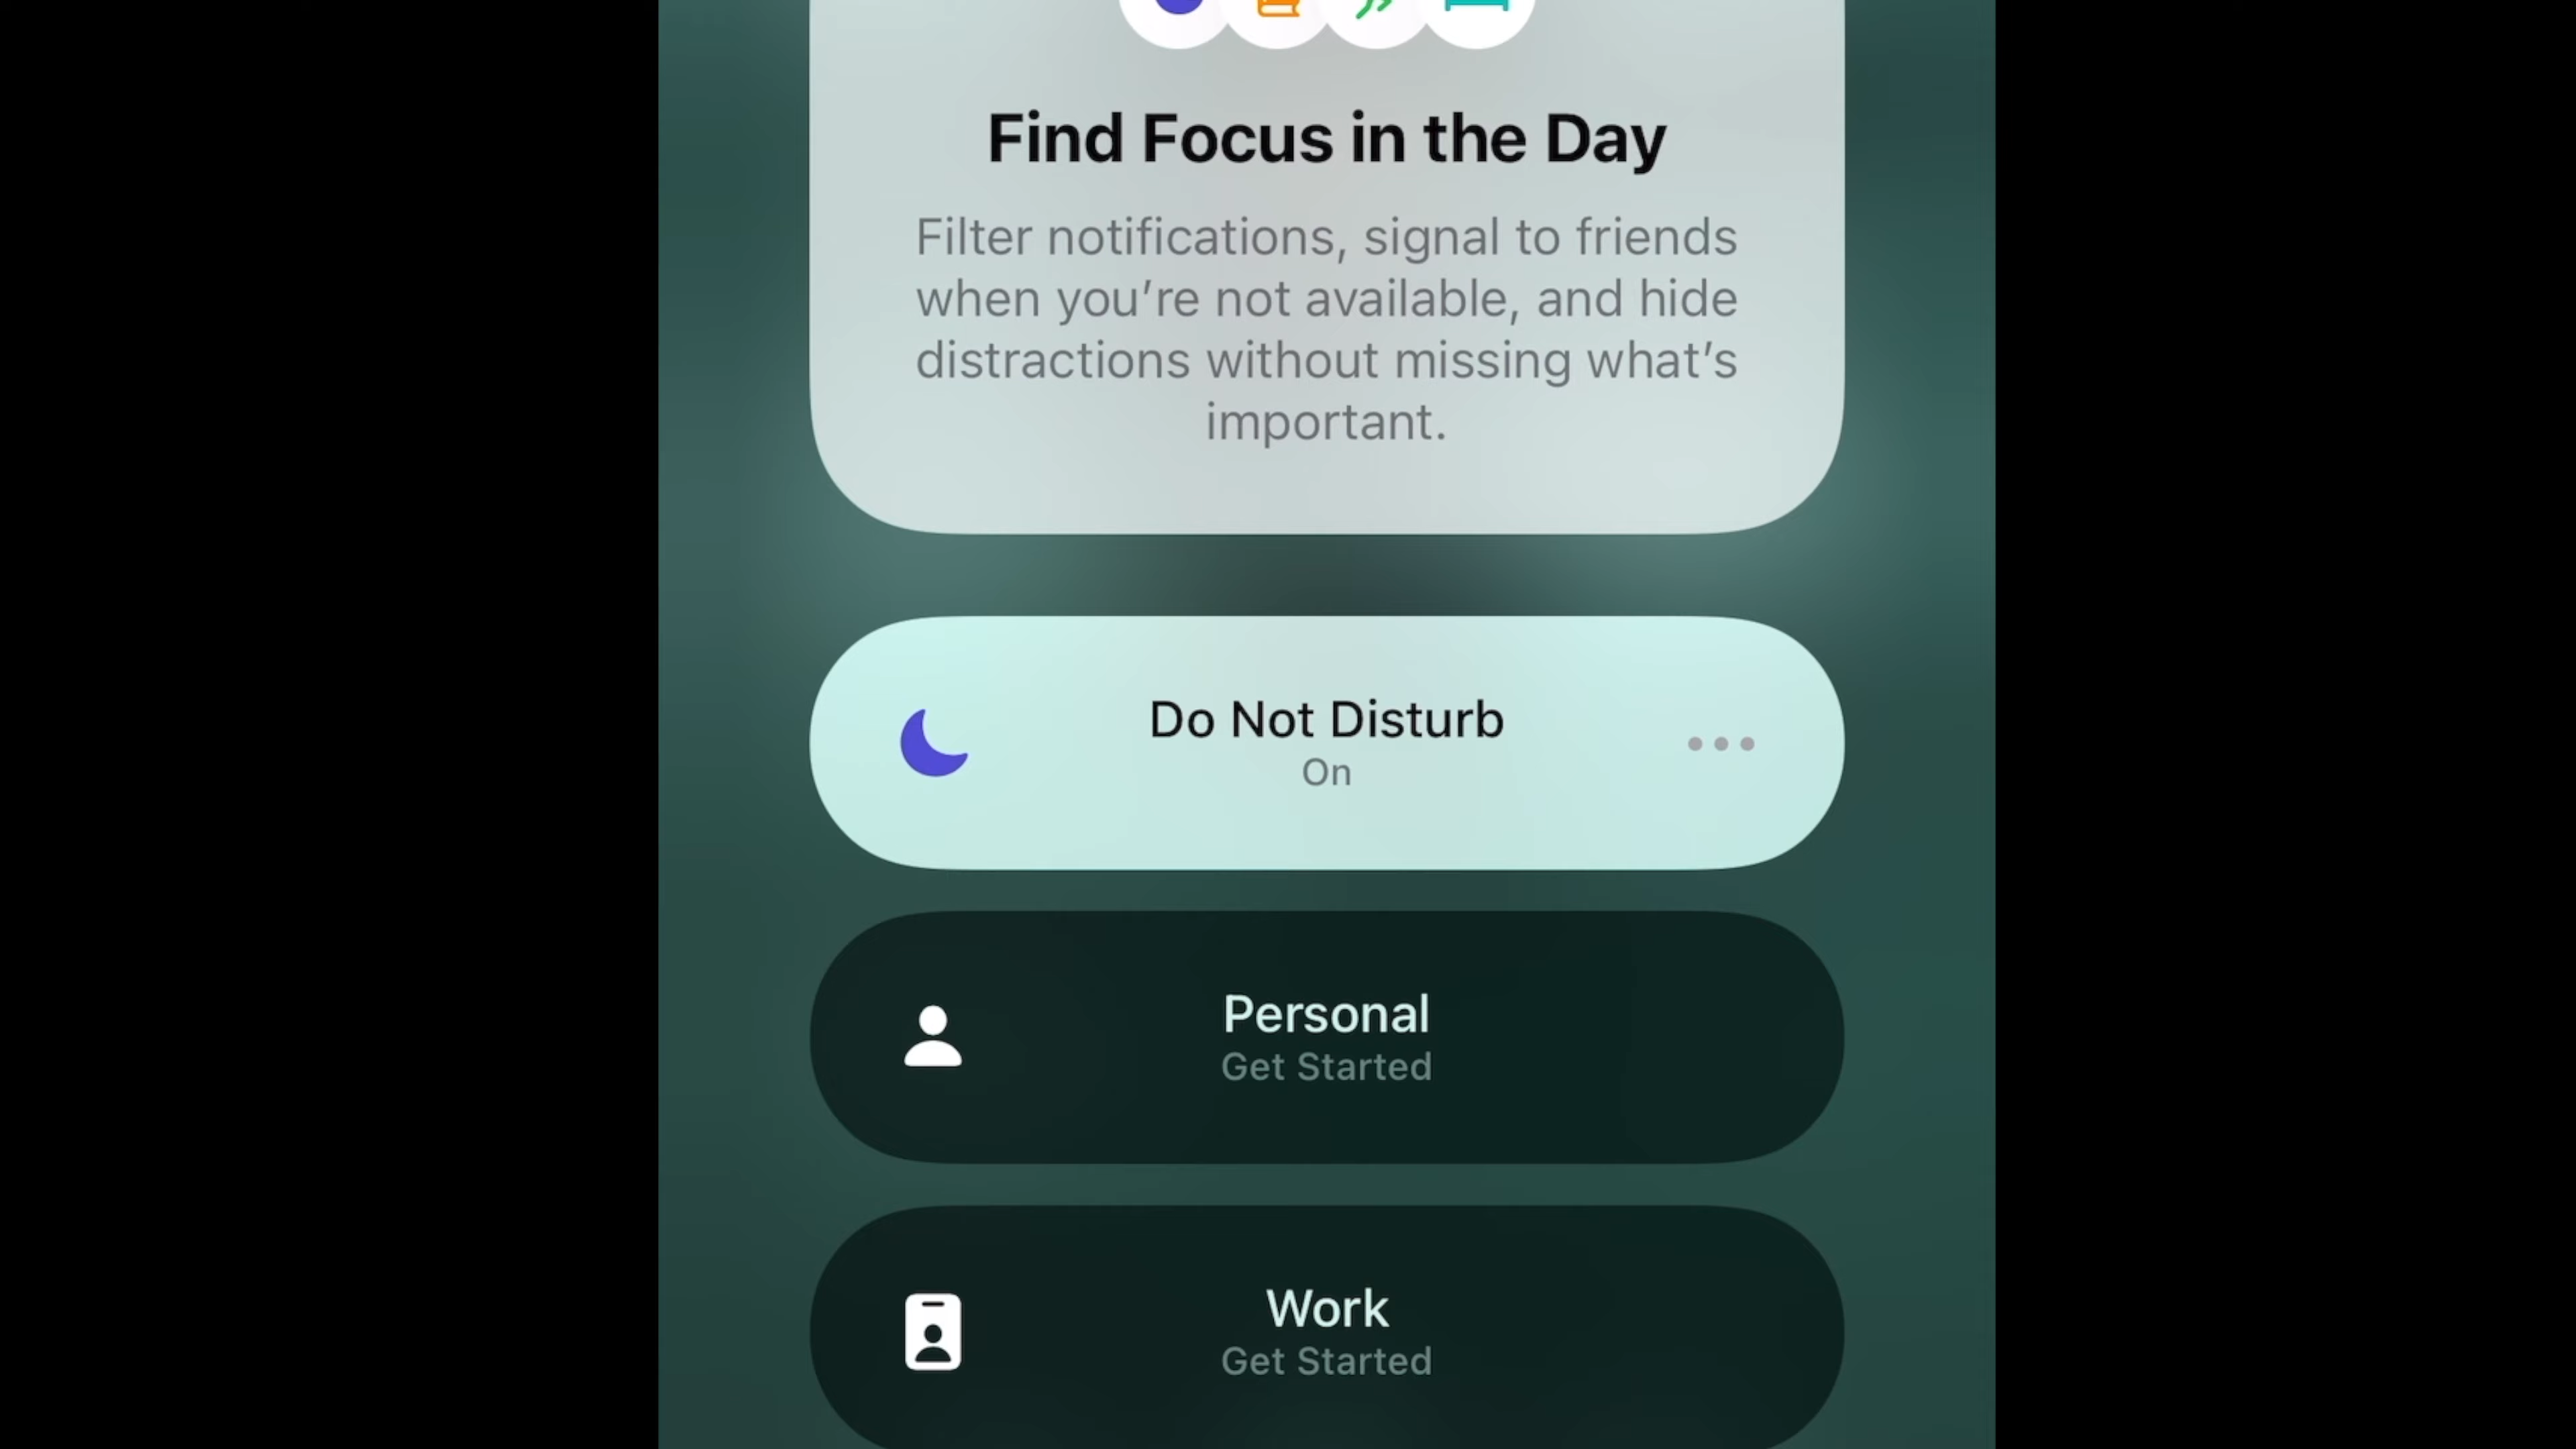 Find Focus in the Day
Filter notifications, signal to friends
when you’re not available, and hide
distractions without missing what’s
important.
Do Not Disturb
On
Personal
Get Started
Work
Get Started